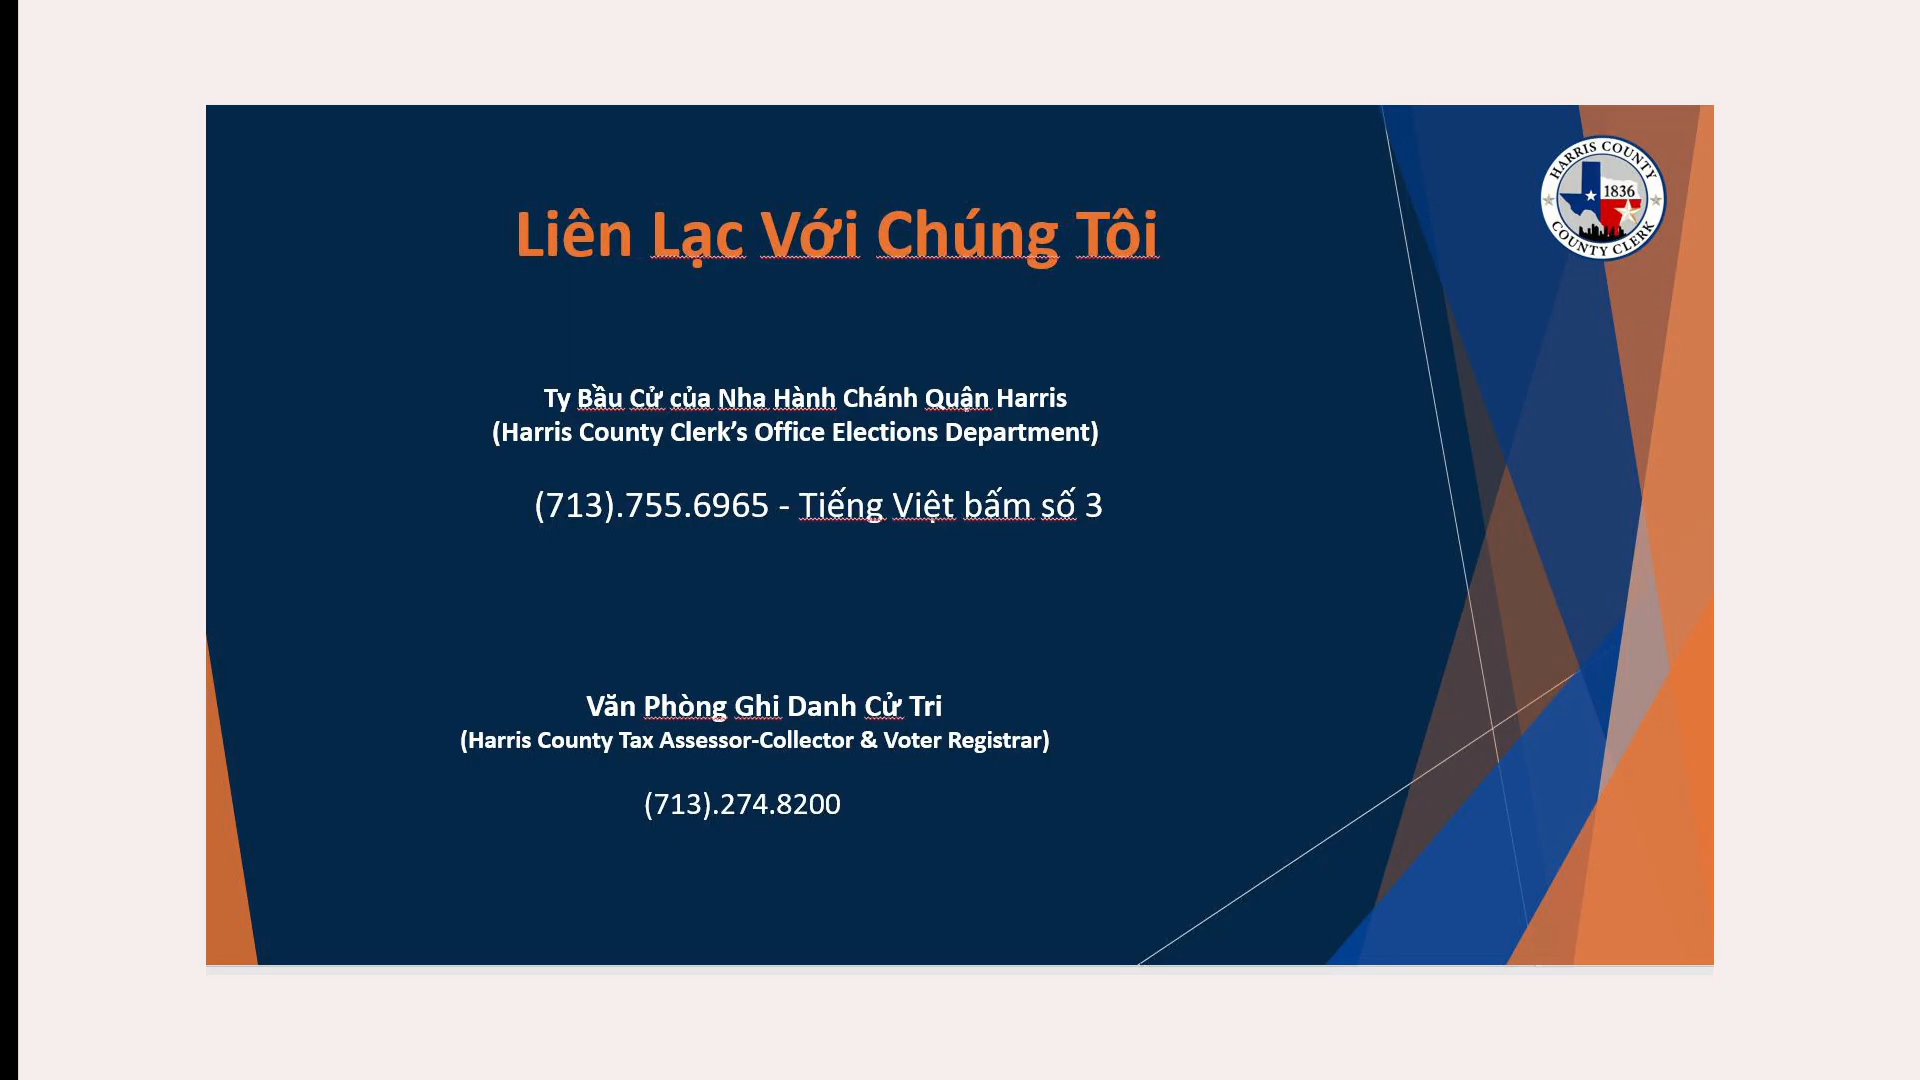 HARRIS COUNTY
1836
COUNTY CLERK
Liên Lạc Với Chúng Tôi
Ty Bầu Cử của Nha Hành Chánh Quận Harris
(Harris County Clerk’s Office Elections Department)
(713).755.6965 - Tiếng Việt bấm số 3
Văn Phòng Ghi Danh Cử Tri
(Harris County Tax Assessor-Collector & Voter Registrar)
(713).274.8200